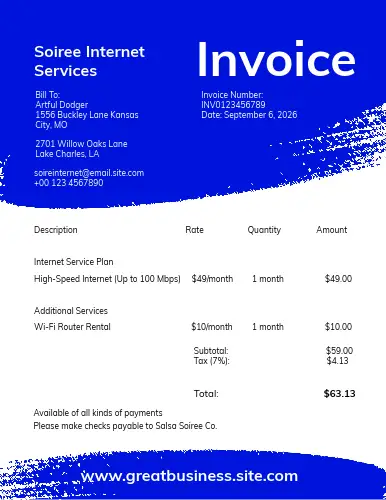 Soiree Internet
Services
Invoice
Bill To:
Artful Dodger
1556 Buckley Lane Kansas
City, MO
2701 Willow Oaks Lane
Lake Charles, LA
soireinternet@email.site.com
+00 123 4567890
Invoice Number:
INV0123456789
Date: September 6, 2026
Description Rate Quantity Amount
Internet Service Plan
High-Speed Internet (Up to 100 Mbps) $49/month 1 month $49.00
Additional Services
Wi-Fi Router Rental $10/month 1 month $10.00
Subtotal: $59.00
Tax (7%): $4.13
Total: $63.13
Available of all kinds of payments
Please make checks payable to Salsa Soiree Co.
www.greatbusiness.site.com